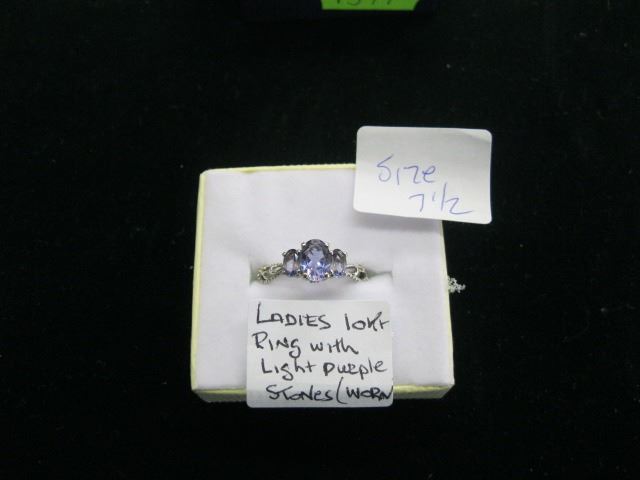 Size
7 1/2
LADIES 10Kt
RING with
Light purple
STONES (WORN